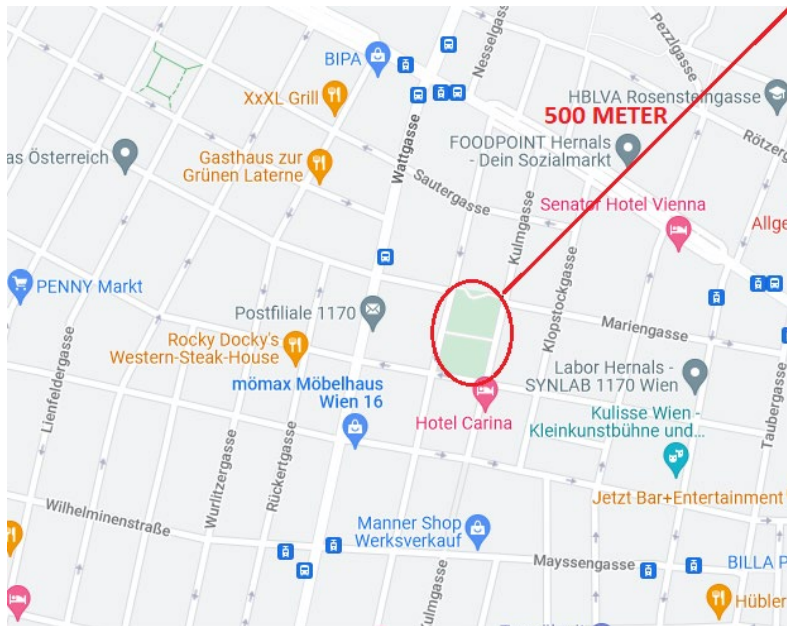 Pezzlgasse
Nesselgasse
BIPA
HBLVA Rosensteingasse
XxXL Grill
500 METER
FOODPOINT Hernals
- Dein Sozialmarkt
Rötzerg
as Österreich
Gasthaus zur
Grünen Laterne
Wattgasse
Sautergasse
Senator Hotel Vienna
Kulmgasse
Allge
Klopstockgasse
PENNY Markt
Postfiliale 1170
Mariengasse
Rocky Docky's
Western-Steak-House
Lienfeldergasse
Labor Hernals -
SYNLAB 1170 Wien
mömax Möbelhaus
Wien 16
Hotel Carina
Kulisse Wien -
Kleinkunstbühne und...
Taubergasse
Wurlitzergasse
Rückertgasse
Jetzt Bar+Entertainment
Wilhelminenstraße
Manner Shop
Werksverkauf
Mayssengasse
BILLA P
Kulmgasse
Hübler